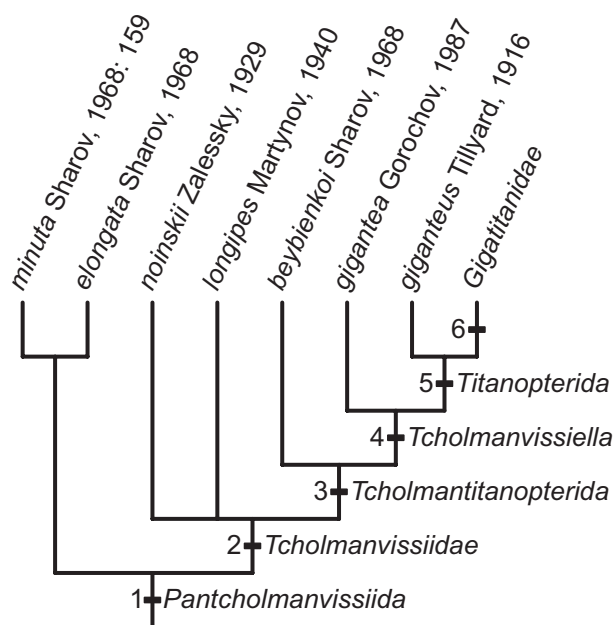 minuta Sharov, 1968: 159
elongata Sharov, 1968
noinskii Zalessky, 1929
longipes Martynov, 1940
beybienkoi Sharov, 1968
gigantea Gorochov, 1987
giganteus Tillyard, 1916
Gigatitanidae
6
5 Titanopterida
4 Tcholmanvissiella
3 Tcholmantitanopterida
2 Tcholmanvissiidae
1 Pantcholmanvissiida